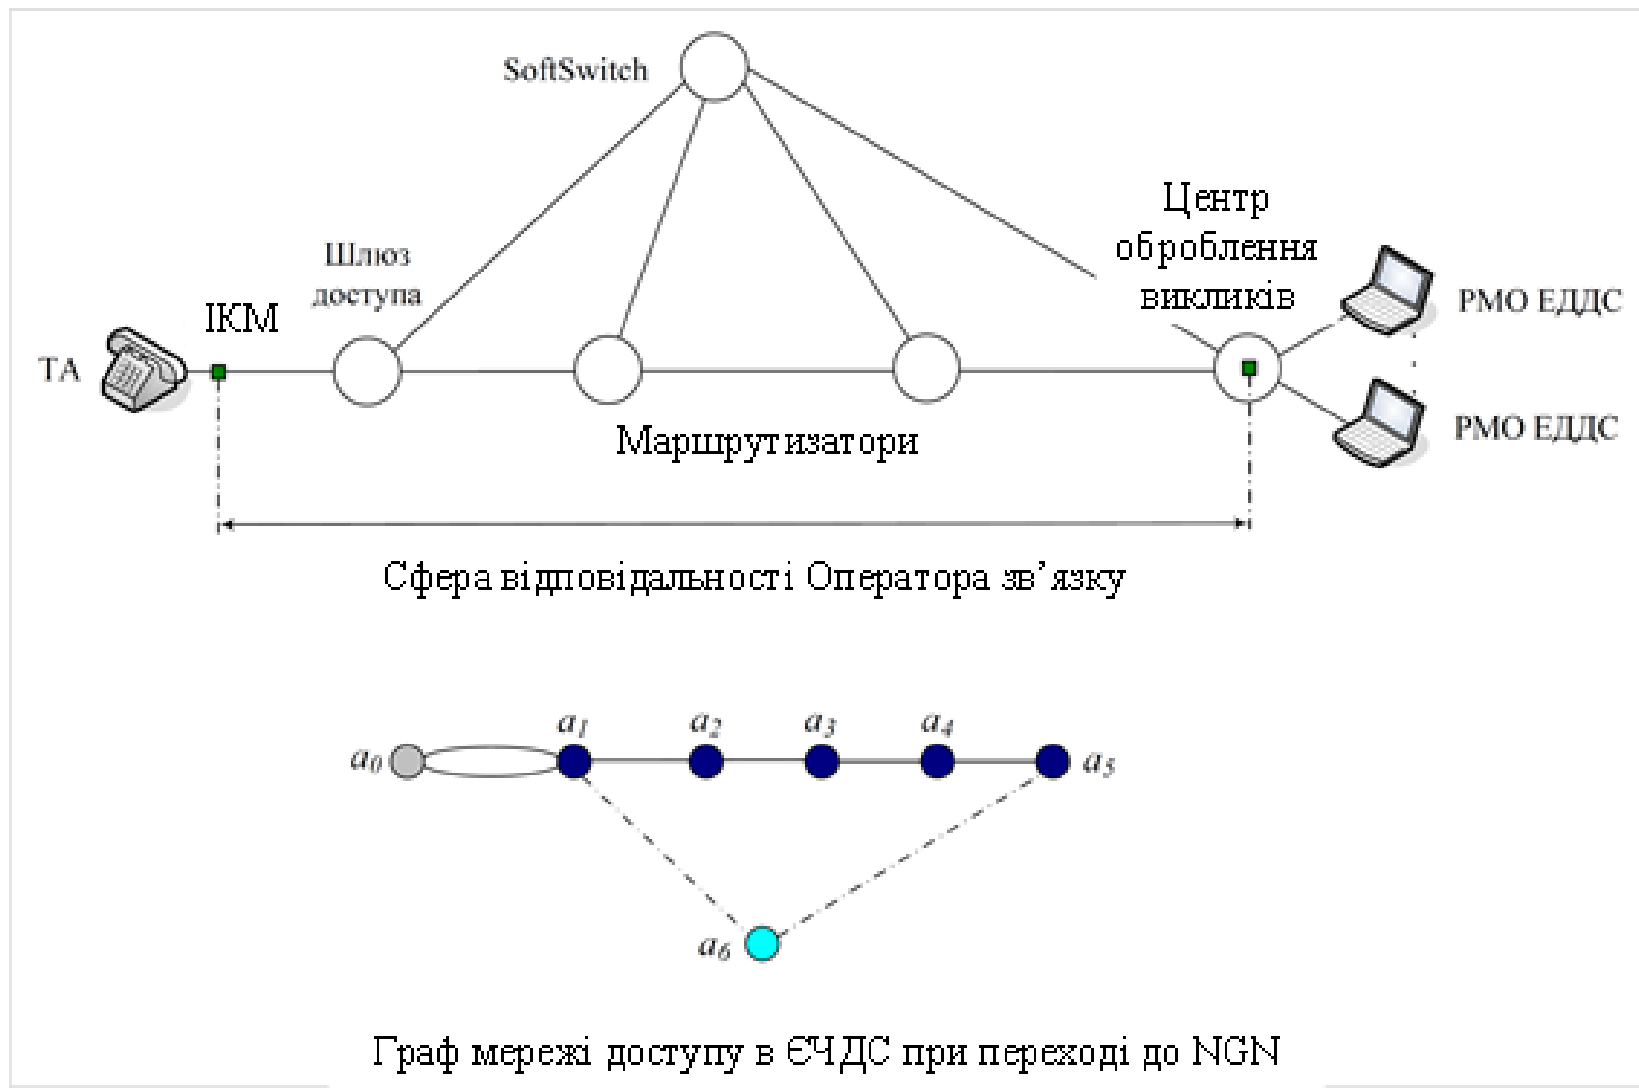 SoftSwitch
Центр
оброблення
викликів
Шлюз
доступа
ІКМ
ТА
РМО ЕДДС
РМО ЕДДС
Маршрутизатори
Сфера відповідальності Оператора зв’язку
a0
a1
a2
a3
a4
a5
a6
Граф мережі доступу в ЄЧДС при переході до NGN